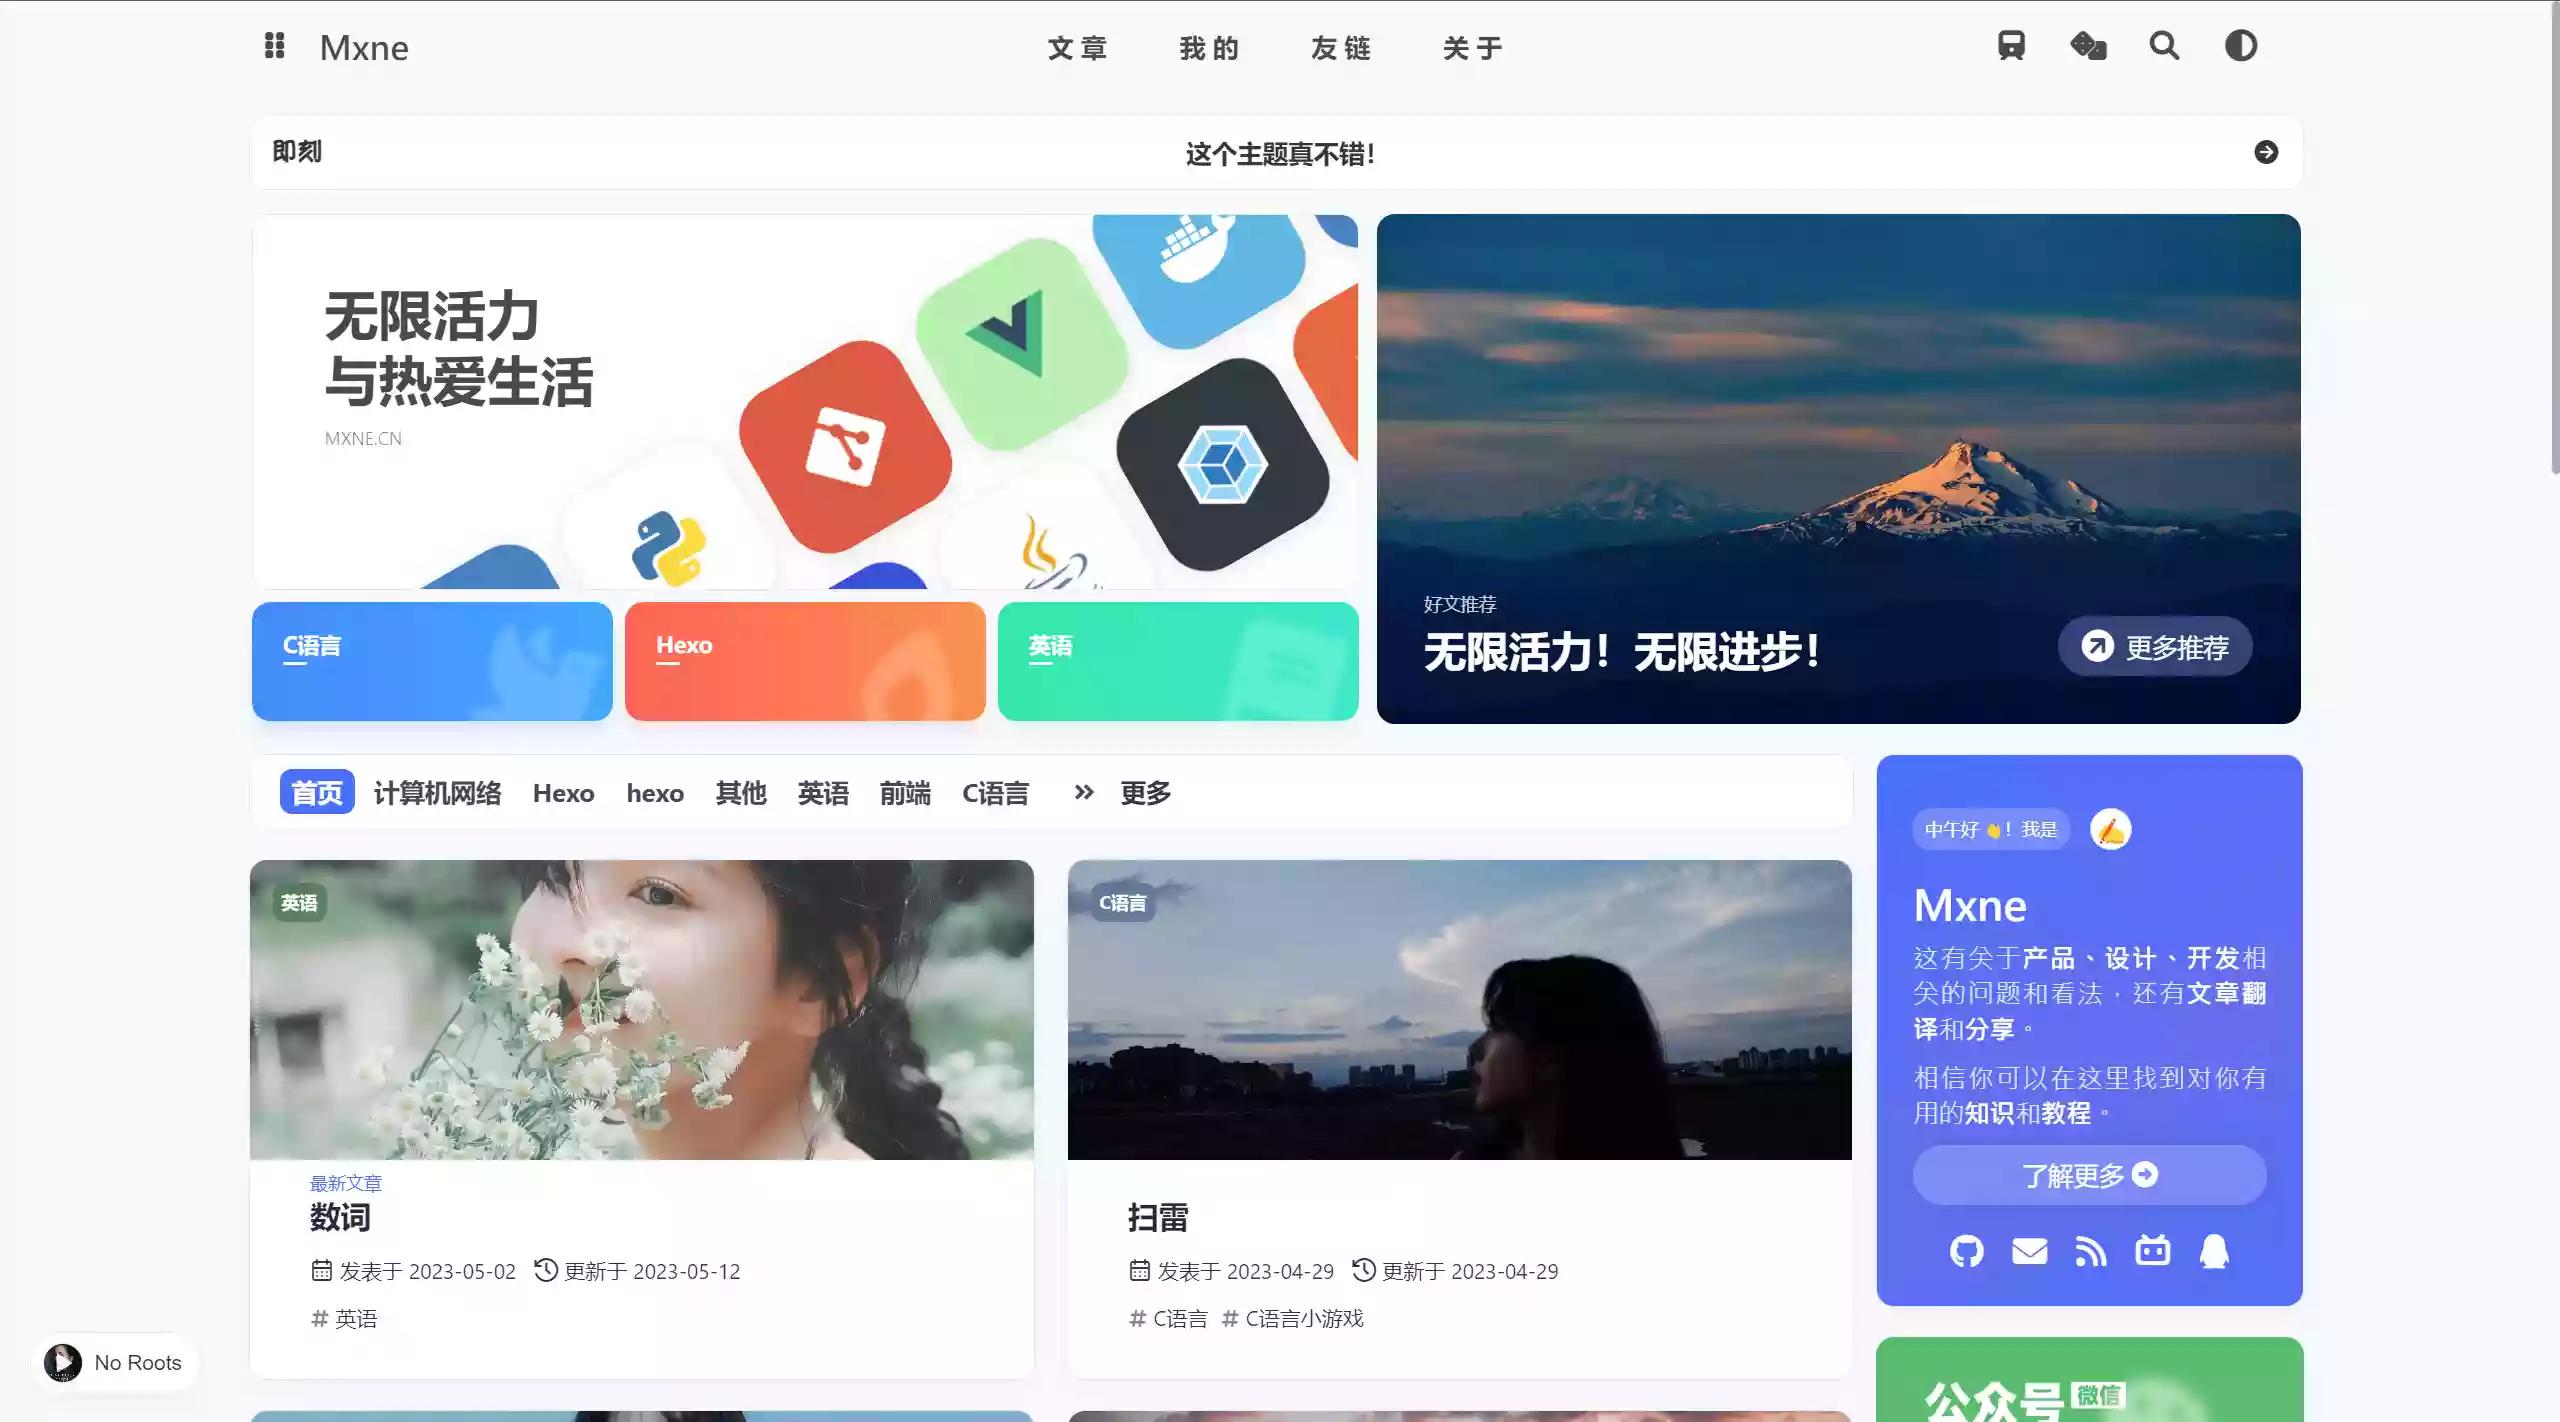 Mxne
文章 我的 友链 关于
即刻
这个主题真不错！
无限活力
与热爱生活
MXNE.CN
好文推荐
无限活力！无限进步！
更多推荐
C语言
Hexo
英语
首页 计算机网络 Hexo hexo 其他 英语 前端 C语言 更多
英语
最新文章
数词
发表于 2023-05-02 更新于 2023-05-12
# 英语
C语言
扫雷
发表于 2023-04-29 更新于 2023-04-29
# C语言 # C语言小游戏
中午好👏！我是
Mxne
这有关于产品、设计、开发相
关的问题和看法，还有文章翻
译和分享。
相信你可以在这里找到对你有
用的知识和教程。
了解更多
公众号 微信
No Roots